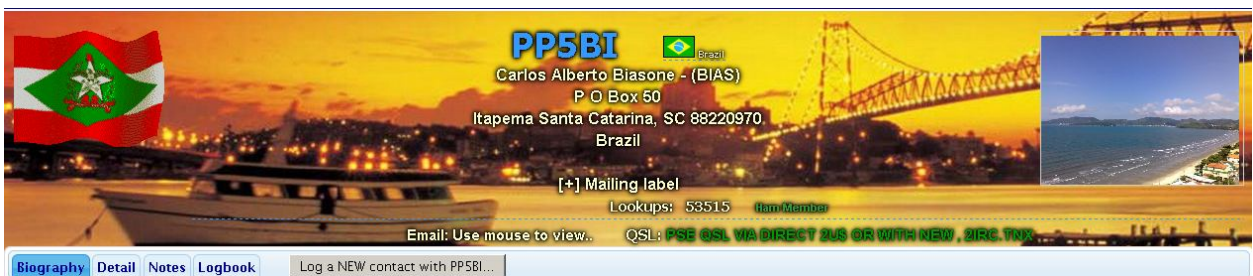 PP5BI Brazil
Carlos Alberto Biasone - (BIAS)
P O Box 50
Itapema Santa Catarina, SC 88220970
Brazil
[+] Mailing label
Lookups: 53515 Ham Member
Email: Use mouse to view.. QSL: PSE QSL VIA DIRECT 2U$ OR WITH NEW , 2IRC.TNX
Biography Detail Notes Logbook Log a NEW contact with PP5BI...